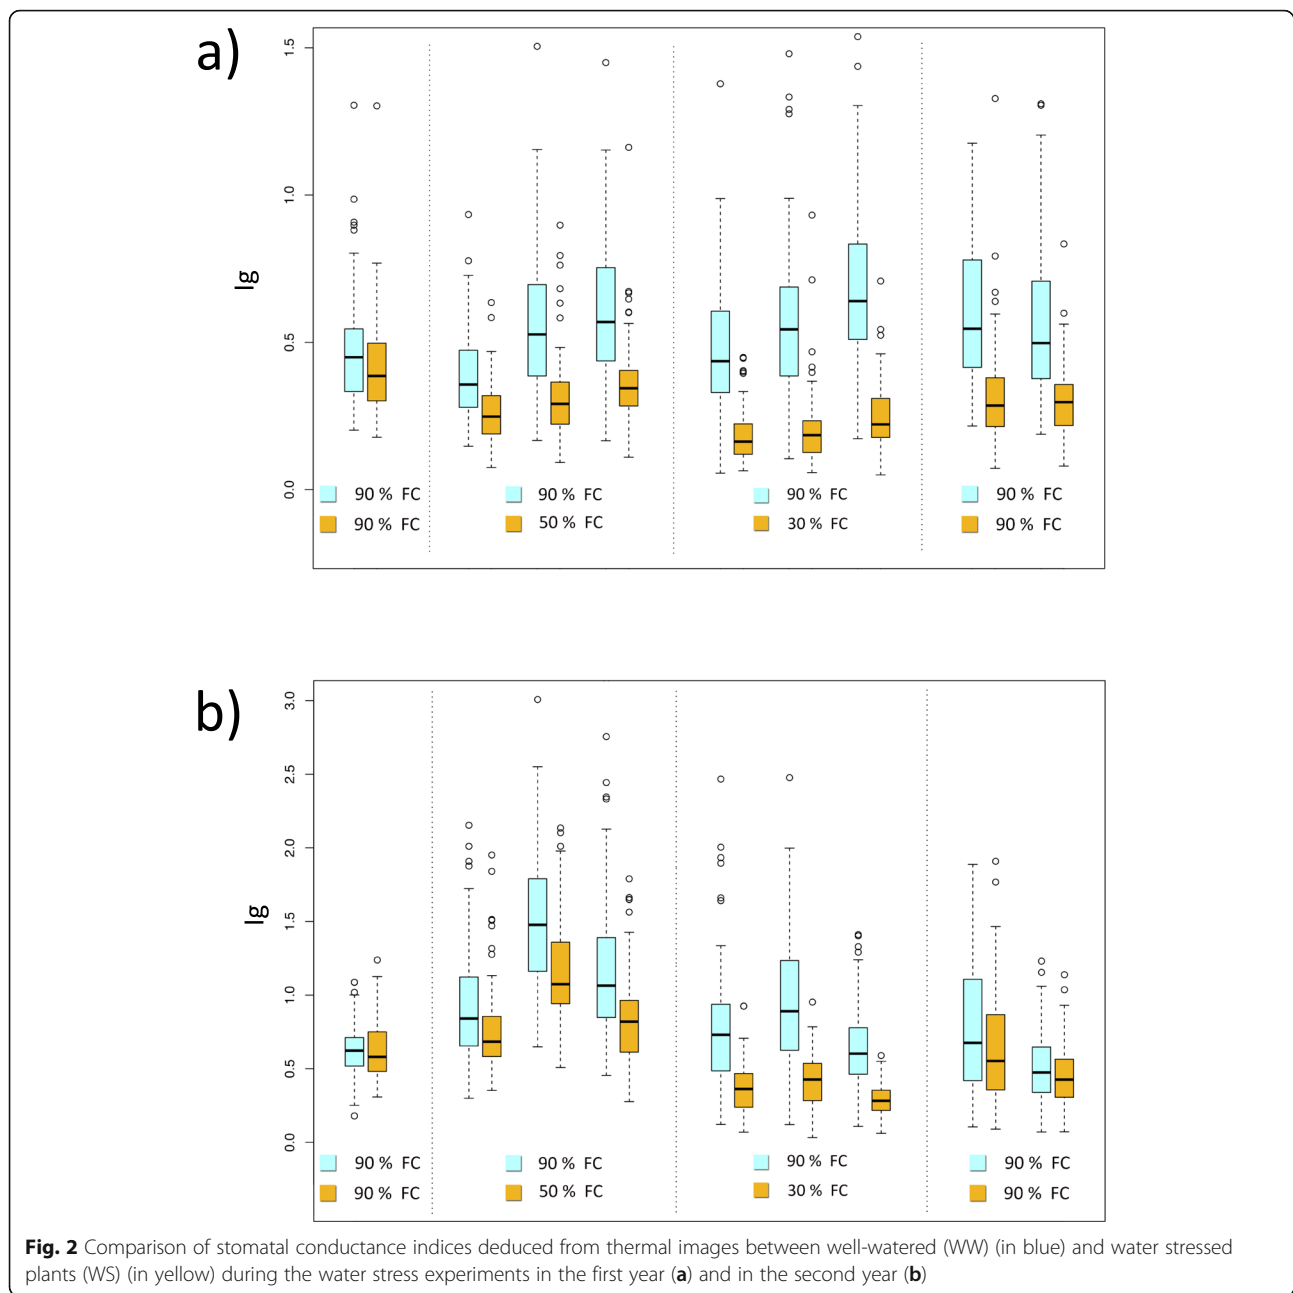 a)
Ig
1.5
1.0
0.5
0.0
90 % FC 90 % FC 90 % FC 90 % FC
90 % FC 50 % FC 30 % FC 90 % FC
b)
Ig
3.0
2.5
2.0
1.5
1.0
0.5
0.0
90 % FC 90 % FC 90 % FC 90 % FC
90 % FC 50 % FC 30 % FC 90 % FC
Fig. 2 Comparison of stomatal conductance indices deduced from thermal images between well-watered (WW) (in blue) and water stressed
plants (WS) (in yellow) during the water stress experiments in the first year (a) and in the second year (b)